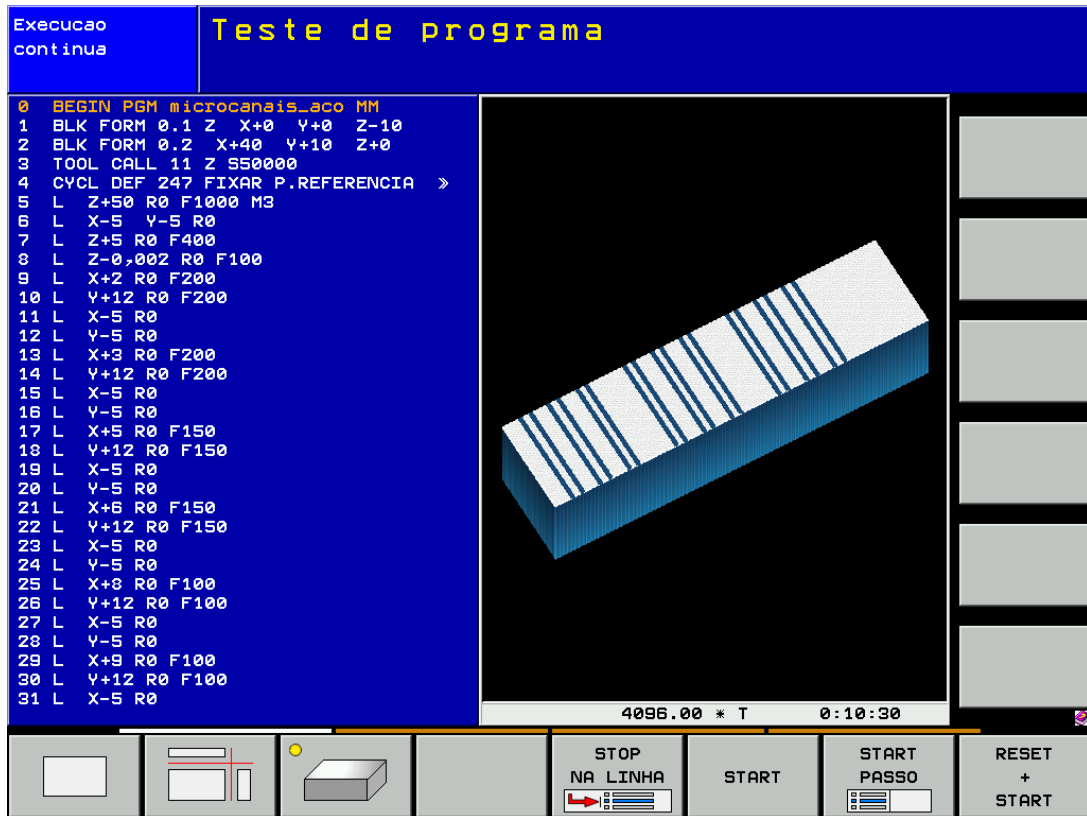 Execucao
continua
Teste de programa
0 BEGIN PGM microcanais_aco MM
1 BLK FORM 0.1 Z X+0 Y+0 Z-10
2 BLK FORM 0.2 X+40 Y+10 Z+0
3 TOOL CALL 11 Z S50000
4 CYCL DEF 247 FIXAR P.REFERENCIA »
5 L Z+50 R0 F1000 M3
6 L X-5 Y-5 R0
7 L Z+5 R0 F400
8 L Z-0,002 R0 F100
9 L X+2 R0 F200
10 L Y+12 R0 F200
11 L X-5 R0
12 L Y-5 R0
13 L X+3 R0 F200
14 L Y+12 R0 F200
15 L X-5 R0
16 L Y-5 R0
17 L X+5 R0 F150
18 L Y+12 R0 F150
19 L X-5 R0
20 L Y-5 R0
21 L X+6 R0 F150
22 L Y+12 R0 F150
23 L X-5 R0
24 L Y-5 R0
25 L X+8 R0 F100
26 L Y+12 R0 F100
27 L X-5 R0
28 L Y-5 R0
29 L X+9 R0 F100
30 L Y+12 R0 F100
31 L X-5 R0
4096.00 * T 0:10:30
STOP
NA LINHA
START
START
PASSO
RESET
+
START